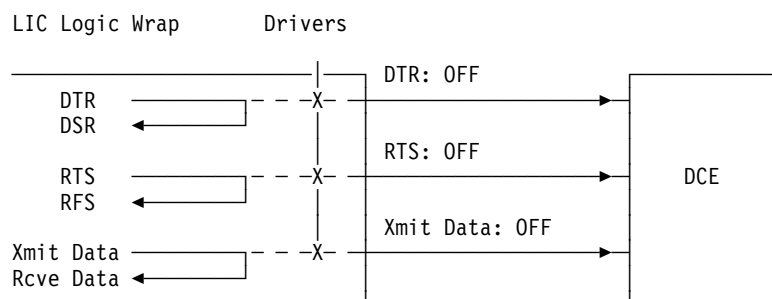 LIC Logic Wrap Drivers
DTR: OFF
DTR X
DSR
RTS: OFF
RTS X DCE
RFS
Xmit Data: OFF
Xmit Data X
Rcve Data